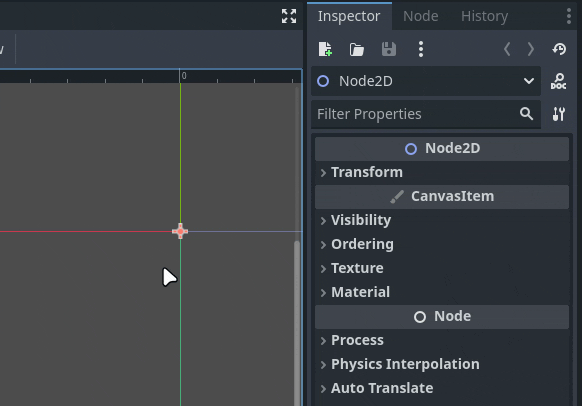 Inspector Node History
0
Node2D
DOC
Filter Properties
Node2D
Transform
CanvasItem
Visibility
Ordering
Texture
Material
Node
Process
Physics Interpolation
Auto Translate